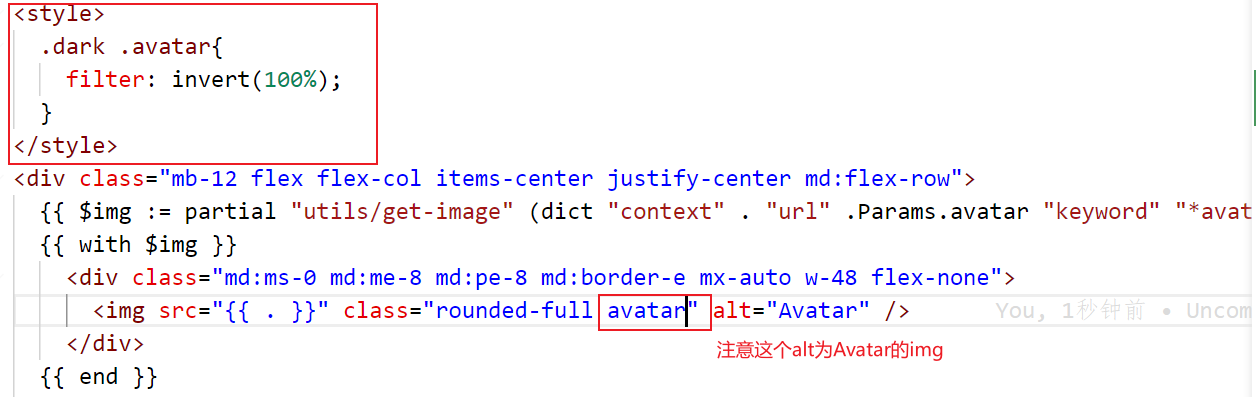 <style>
.dark .avatar{
filter: invert(100%);
}
</style>
<div class="mb-12 flex flex-col items-center justify-center md:flex-row">
{{ $img := partial "utils/get-image" (dict "context" . "url" .Params.avatar "keyword" "*avat
{{ with $img }}
<div class="md:ms-0 md:me-8 md:pe-8 md:border-e mx-auto w-48 flex-none">
<img src="{{ . }}" class="rounded-full avatar" alt="Avatar" /> You, 1秒钟前 • Uncom
</div>
注意这个alt为Avatar的img
{{ end }}